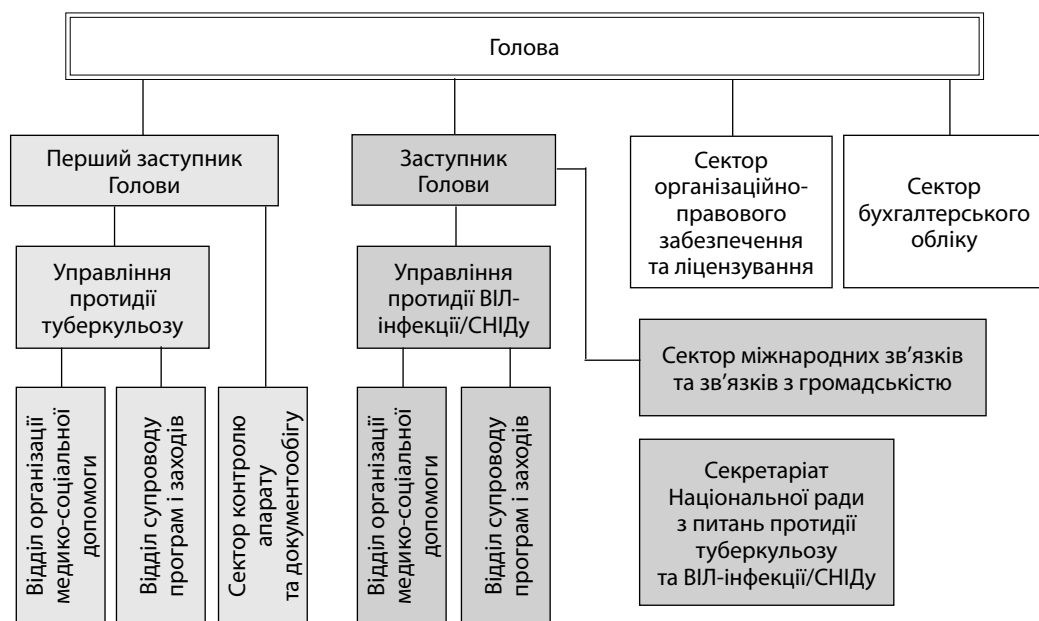 Голова
Перший заступник
Голови
Заступник
Голови
Сектор
організаційно-
правового
забезпечення
та ліцензування
Сектор
бухгалтерського
обліку
Управління
протидії
туберкульозу
Управління
протидії ВІЛ-
інфекції/СНІДу
Сектор міжнародних зв’язків
та зв’язків з громадськістю
Відділ організації
медико-соціальної
допомоги
Відділ супроводу
програм і заходів
Сектор контролю
апарату
та документообігу
Відділ організації
медико-соціальної
допомоги
Відділ супроводу
програм і заходів
Секретаріат
Національної ради
з питань протидії
туберкульозу
та ВІЛ-інфекції/СНІДу